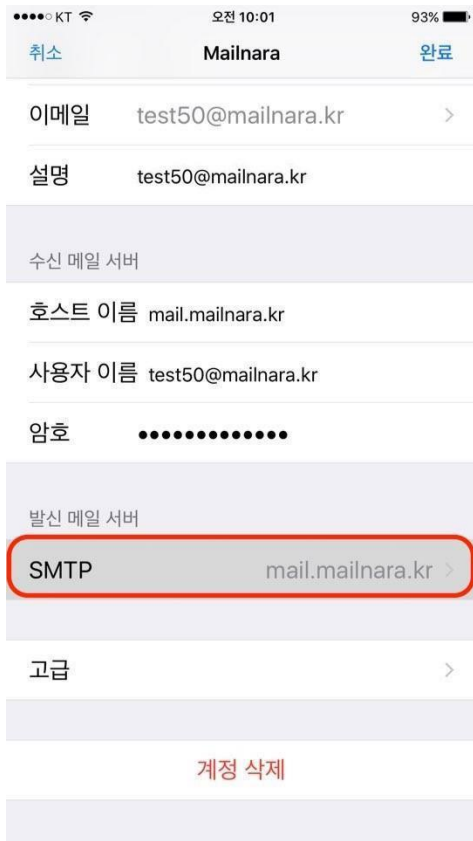 KT 오전 10:01 93%
취소 Mailnara 완료
이메일 test50@mailnara.kr
설명 test50@mailnara.kr
수신 메일 서버
호스트 이름 mail.mailnara.kr
사용자 이름 test50@mailnara.kr
암호 •••••••••••••
발신 메일 서버
SMTP mail.mailnara.kr
고급
계정 삭제